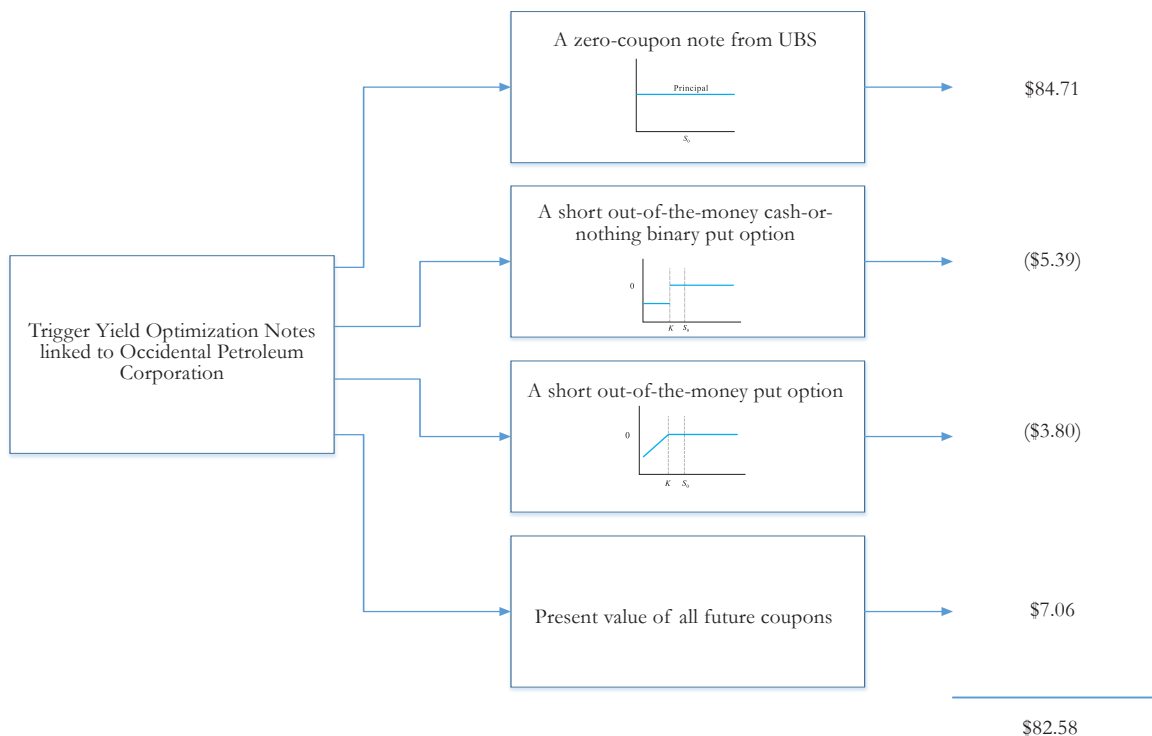 A zero-coupon note from UBS
Principal
S₀
$84.71
A short out-of-the-money cash-or-
nothing binary put option
0
K S₀
($5.39)
Trigger Yield Optimization Notes
linked to Occidental Petroleum
Corporation
A short out-of-the-money put option
0
K S₀
($3.80)
Present value of all future coupons
$7.06
$82.58